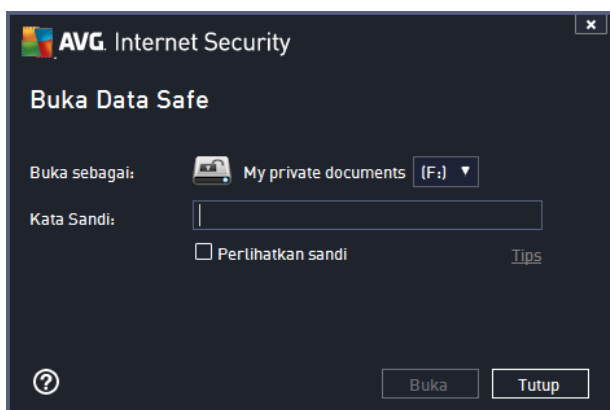 AVG. Internet Security
Buka Data Safe
Buka sebagai: My private documents (F:)
Kata Sandi:
Perlihatkan sandi Tips
Buka Tutup